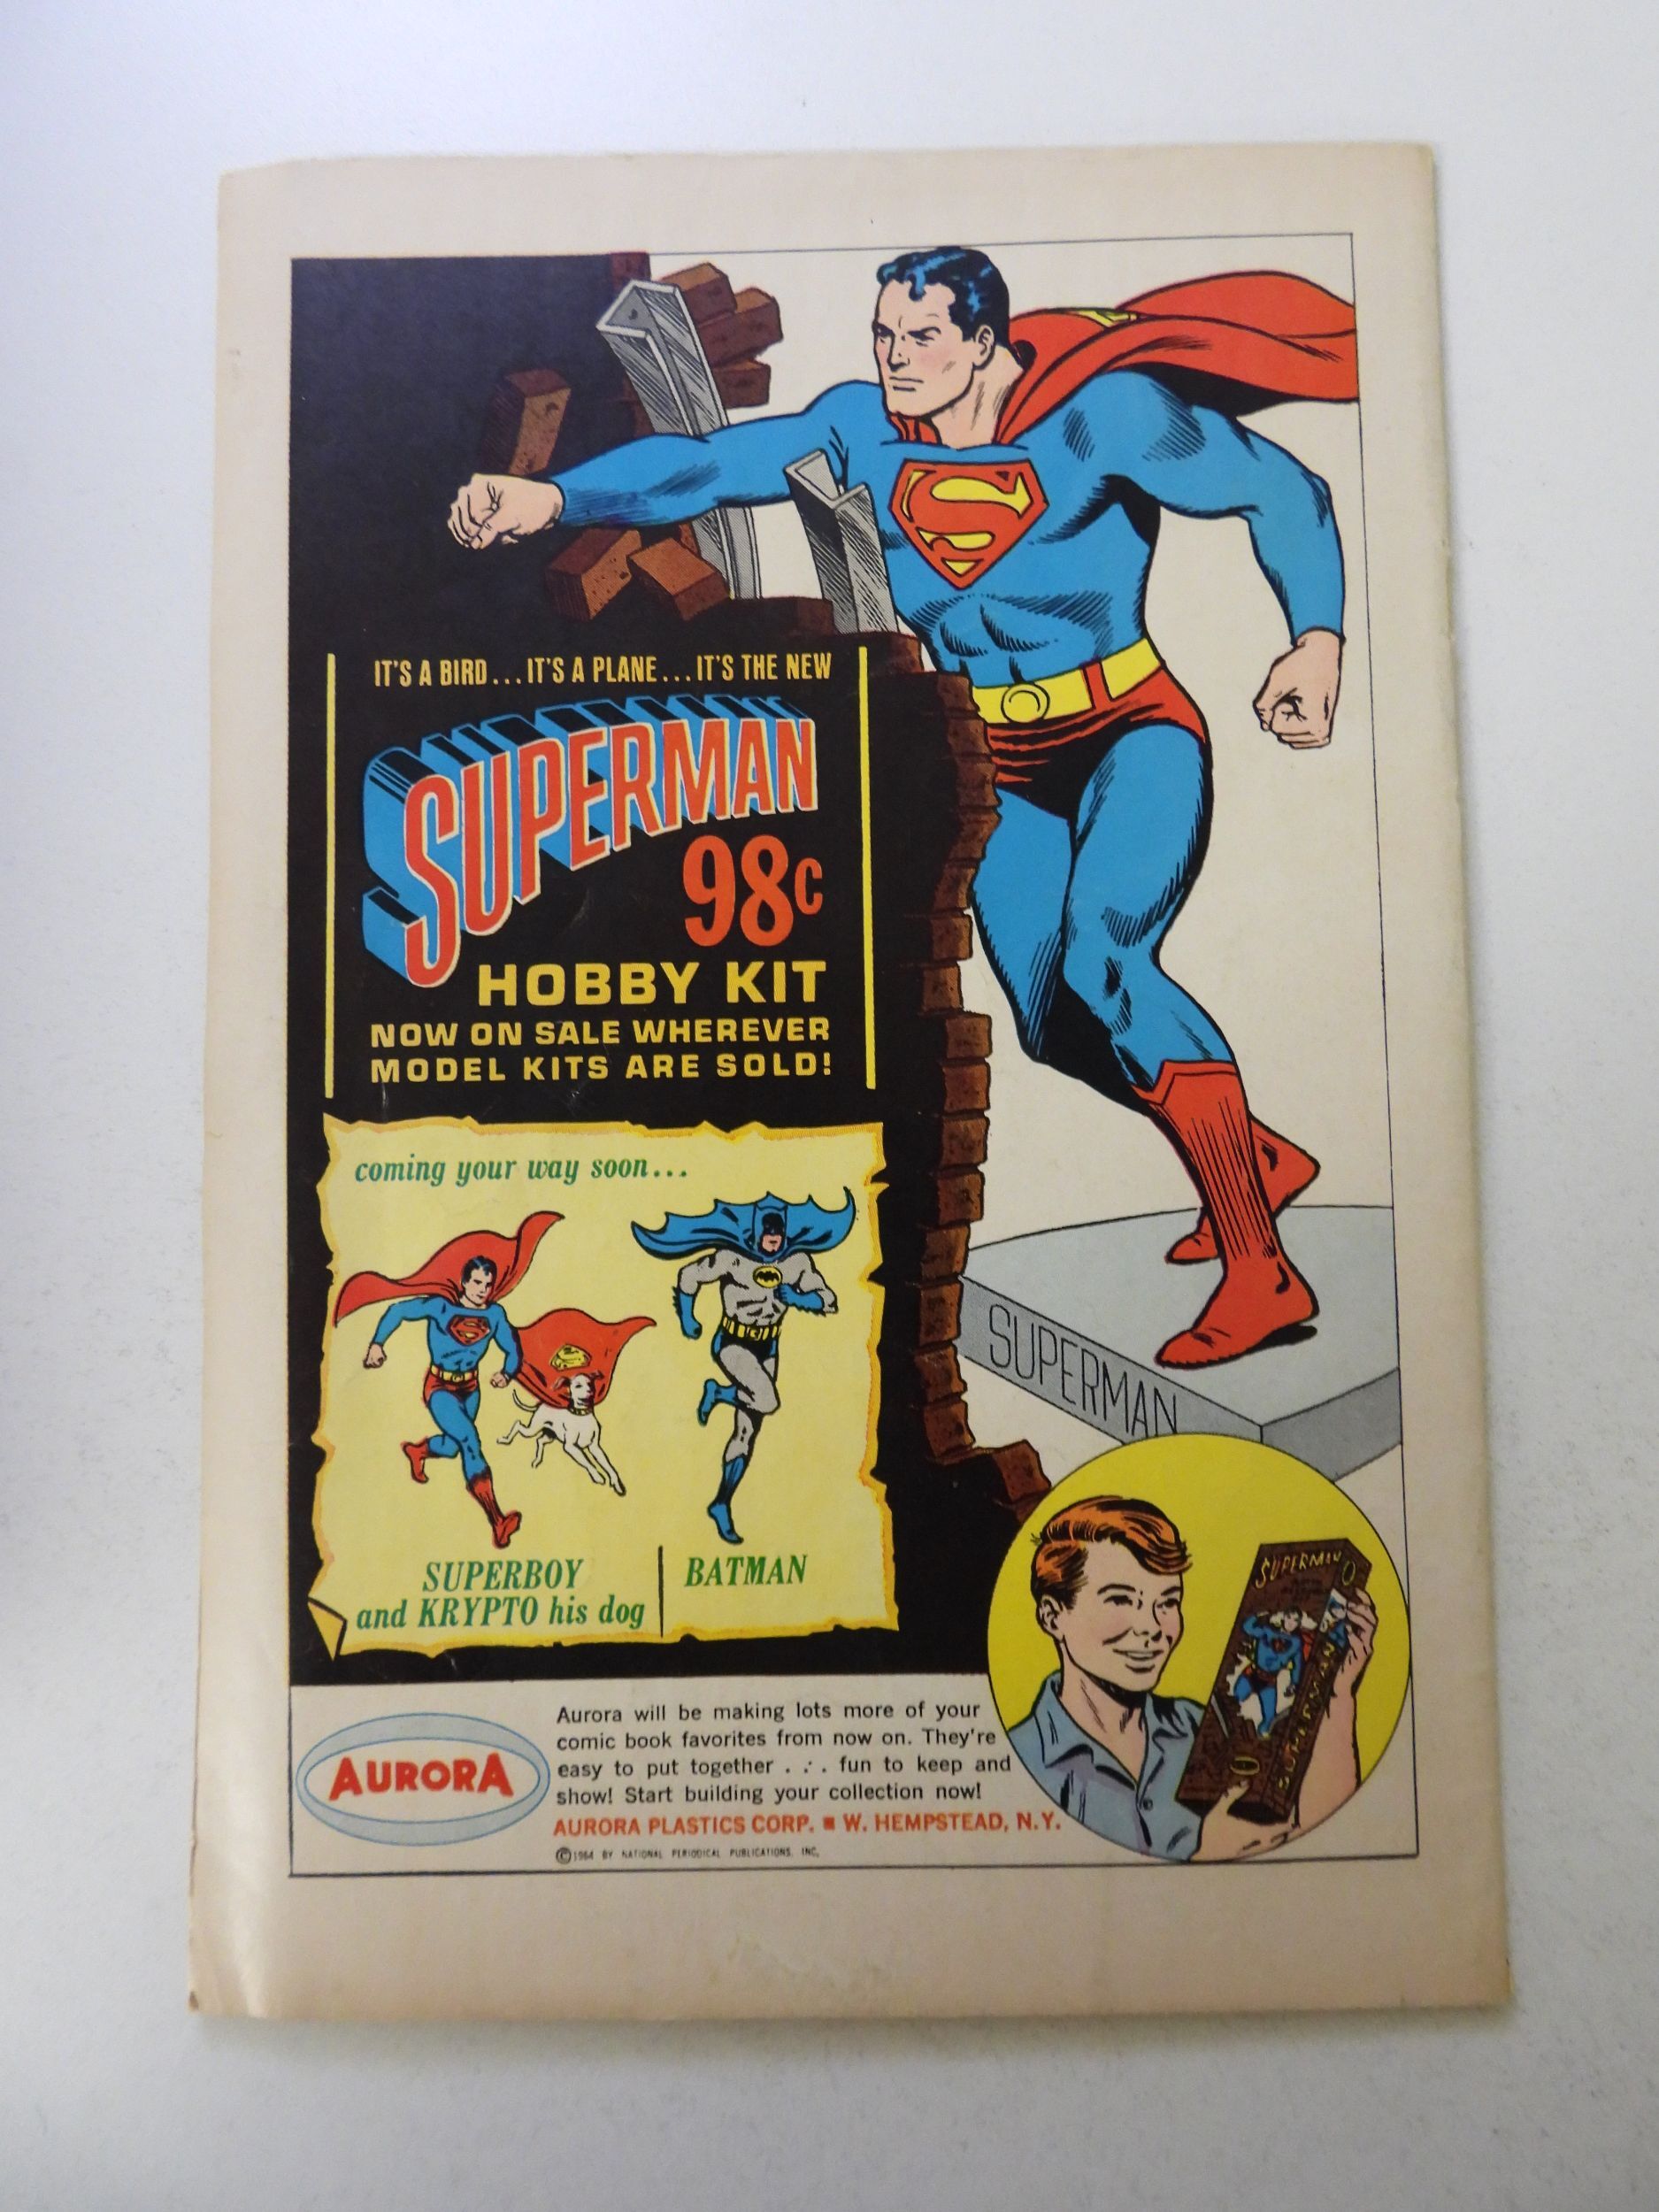 IT'S A BIRD...IT'S A PLANE...IT'S THE NEW
SUPERMAN
98c
HOBBY KIT
NOW ON SALE WHEREVER
MODEL KITS ARE SOLD!
coming your way soon...
SUPERBOY
and KRYPTO his dog
BATMAN
SUPERMAN
SUPERMAN
SUPERMAN
AURORA
Aurora will be making lots more of your
comic book favorites from now on. They're
easy to put together . . . fun to keep and
show! Start building your collection now!
AURORA PLASTICS CORP. ■ W. HEMPSTEAD, N.Y.
©1964 BY NATIONAL PERIODICAL PUBLICATIONS, INC.